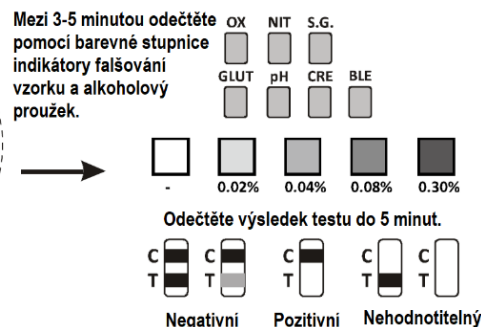 Mezi 3-5 minutou odečtěte
pomocí barevné stupnice
indikátory falšování
vzorku a alkoholový
proužek.
OX NIT S.G.
GLUT pH CRE BLE
- 0.02% 0.04% 0.08% 0.30%
Odečtěte výsledek testu do 5 minut.
C C C C C
T T T T T
Negativní Pozitivní Nehodnotitelný